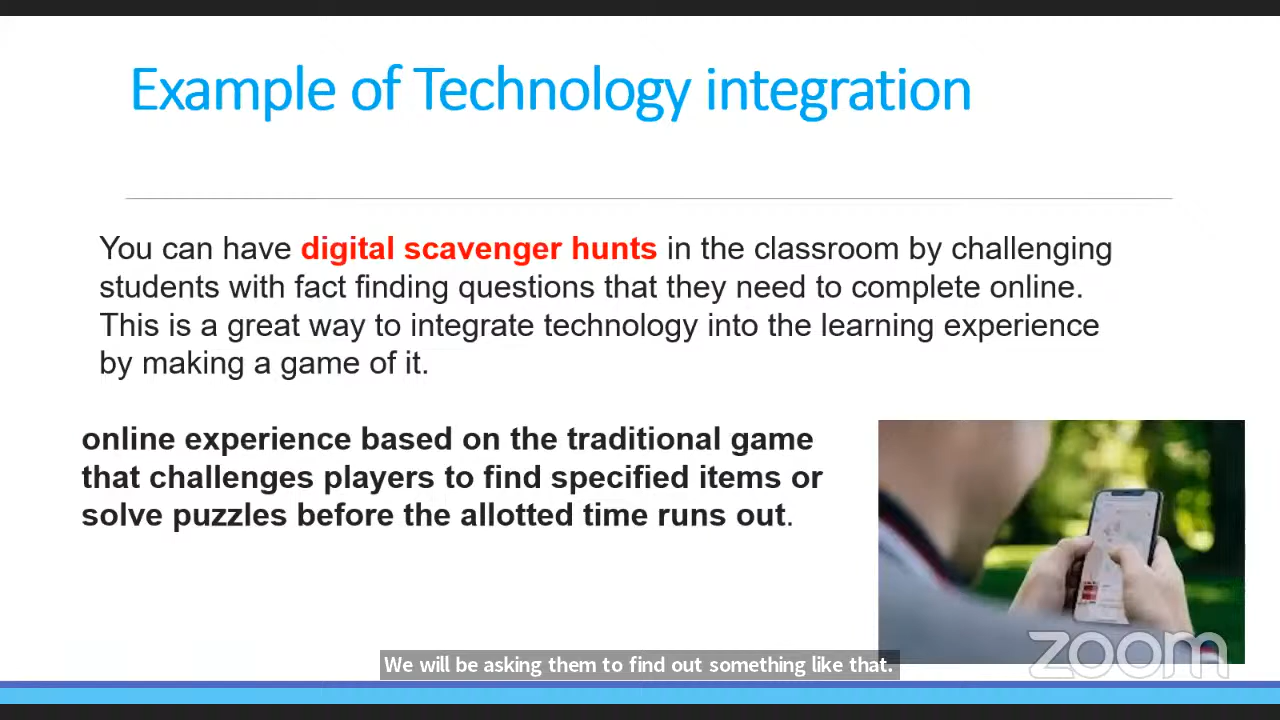 Example of Technology integration
You can have digital scavenger hunts in the classroom by challenging
students with fact finding questions that they need to complete online.
This is a great way to integrate technology into the learning experience
by making a game of it.
online experience based on the traditional game
that challenges players to find specified items or
solve puzzles before the allotted time runs out.
zoom
We will be asking them to find out something like that.